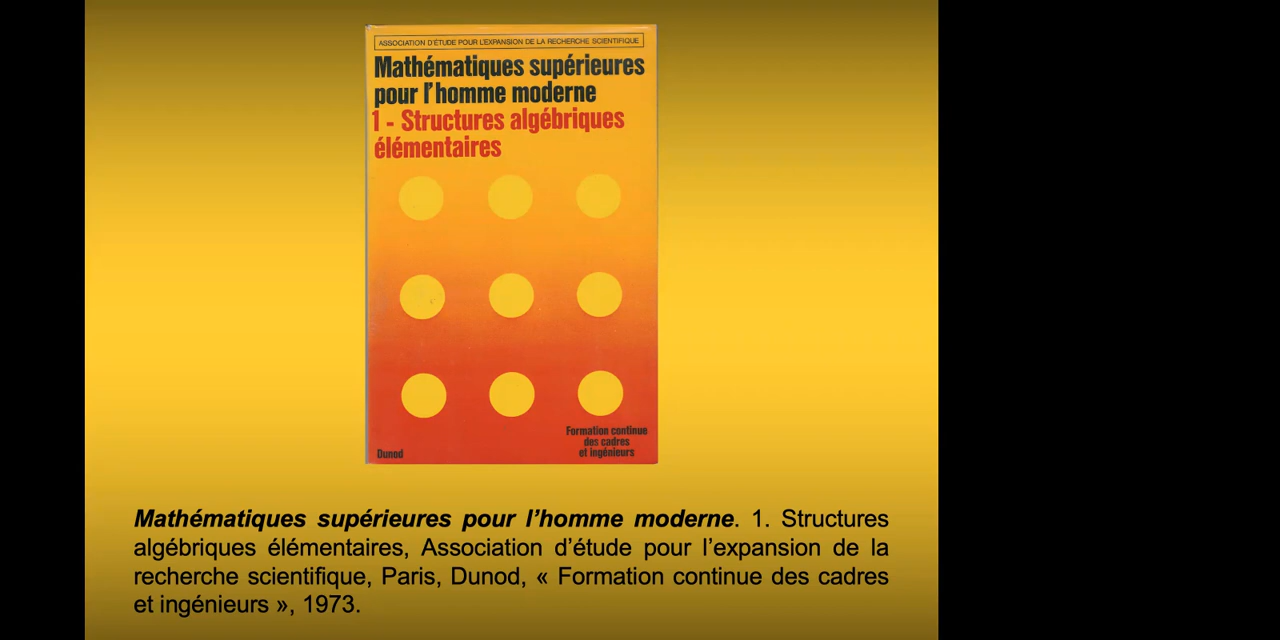 ASSOCIATION D'ÉTUDE POUR L'EXPANSION DE LA RECHERCHE SCIENTIFIQUE
Mathématiques supérieures
pour l'homme moderne
1 - Structures algébriques
élémentaires
Formation continue
des cadres
et ingénieurs
Dunod
Mathématiques supérieures pour l’homme moderne. 1. Structures
algébriques élémentaires, Association d’étude pour l’expansion de la
recherche scientifique, Paris, Dunod, « Formation continue des cadres
et ingénieurs », 1973.